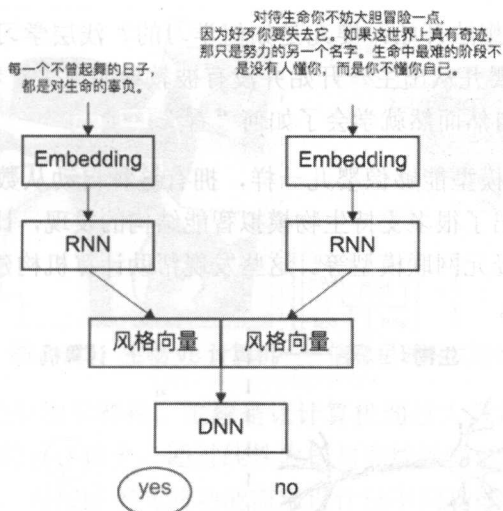 对待生命你不妨大胆冒险一点,
因为好歹你要失去它。如果这世界上真有奇迹,
那只是努力的另一个名字。生命中最难的阶段不
是没有人懂你,而是你不懂你自己。
每一个不曾起舞的日子,
都是对生命的辜负。
Embedding
Embedding
RNN
RNN
风格向量
风格向量
DNN
yes
no